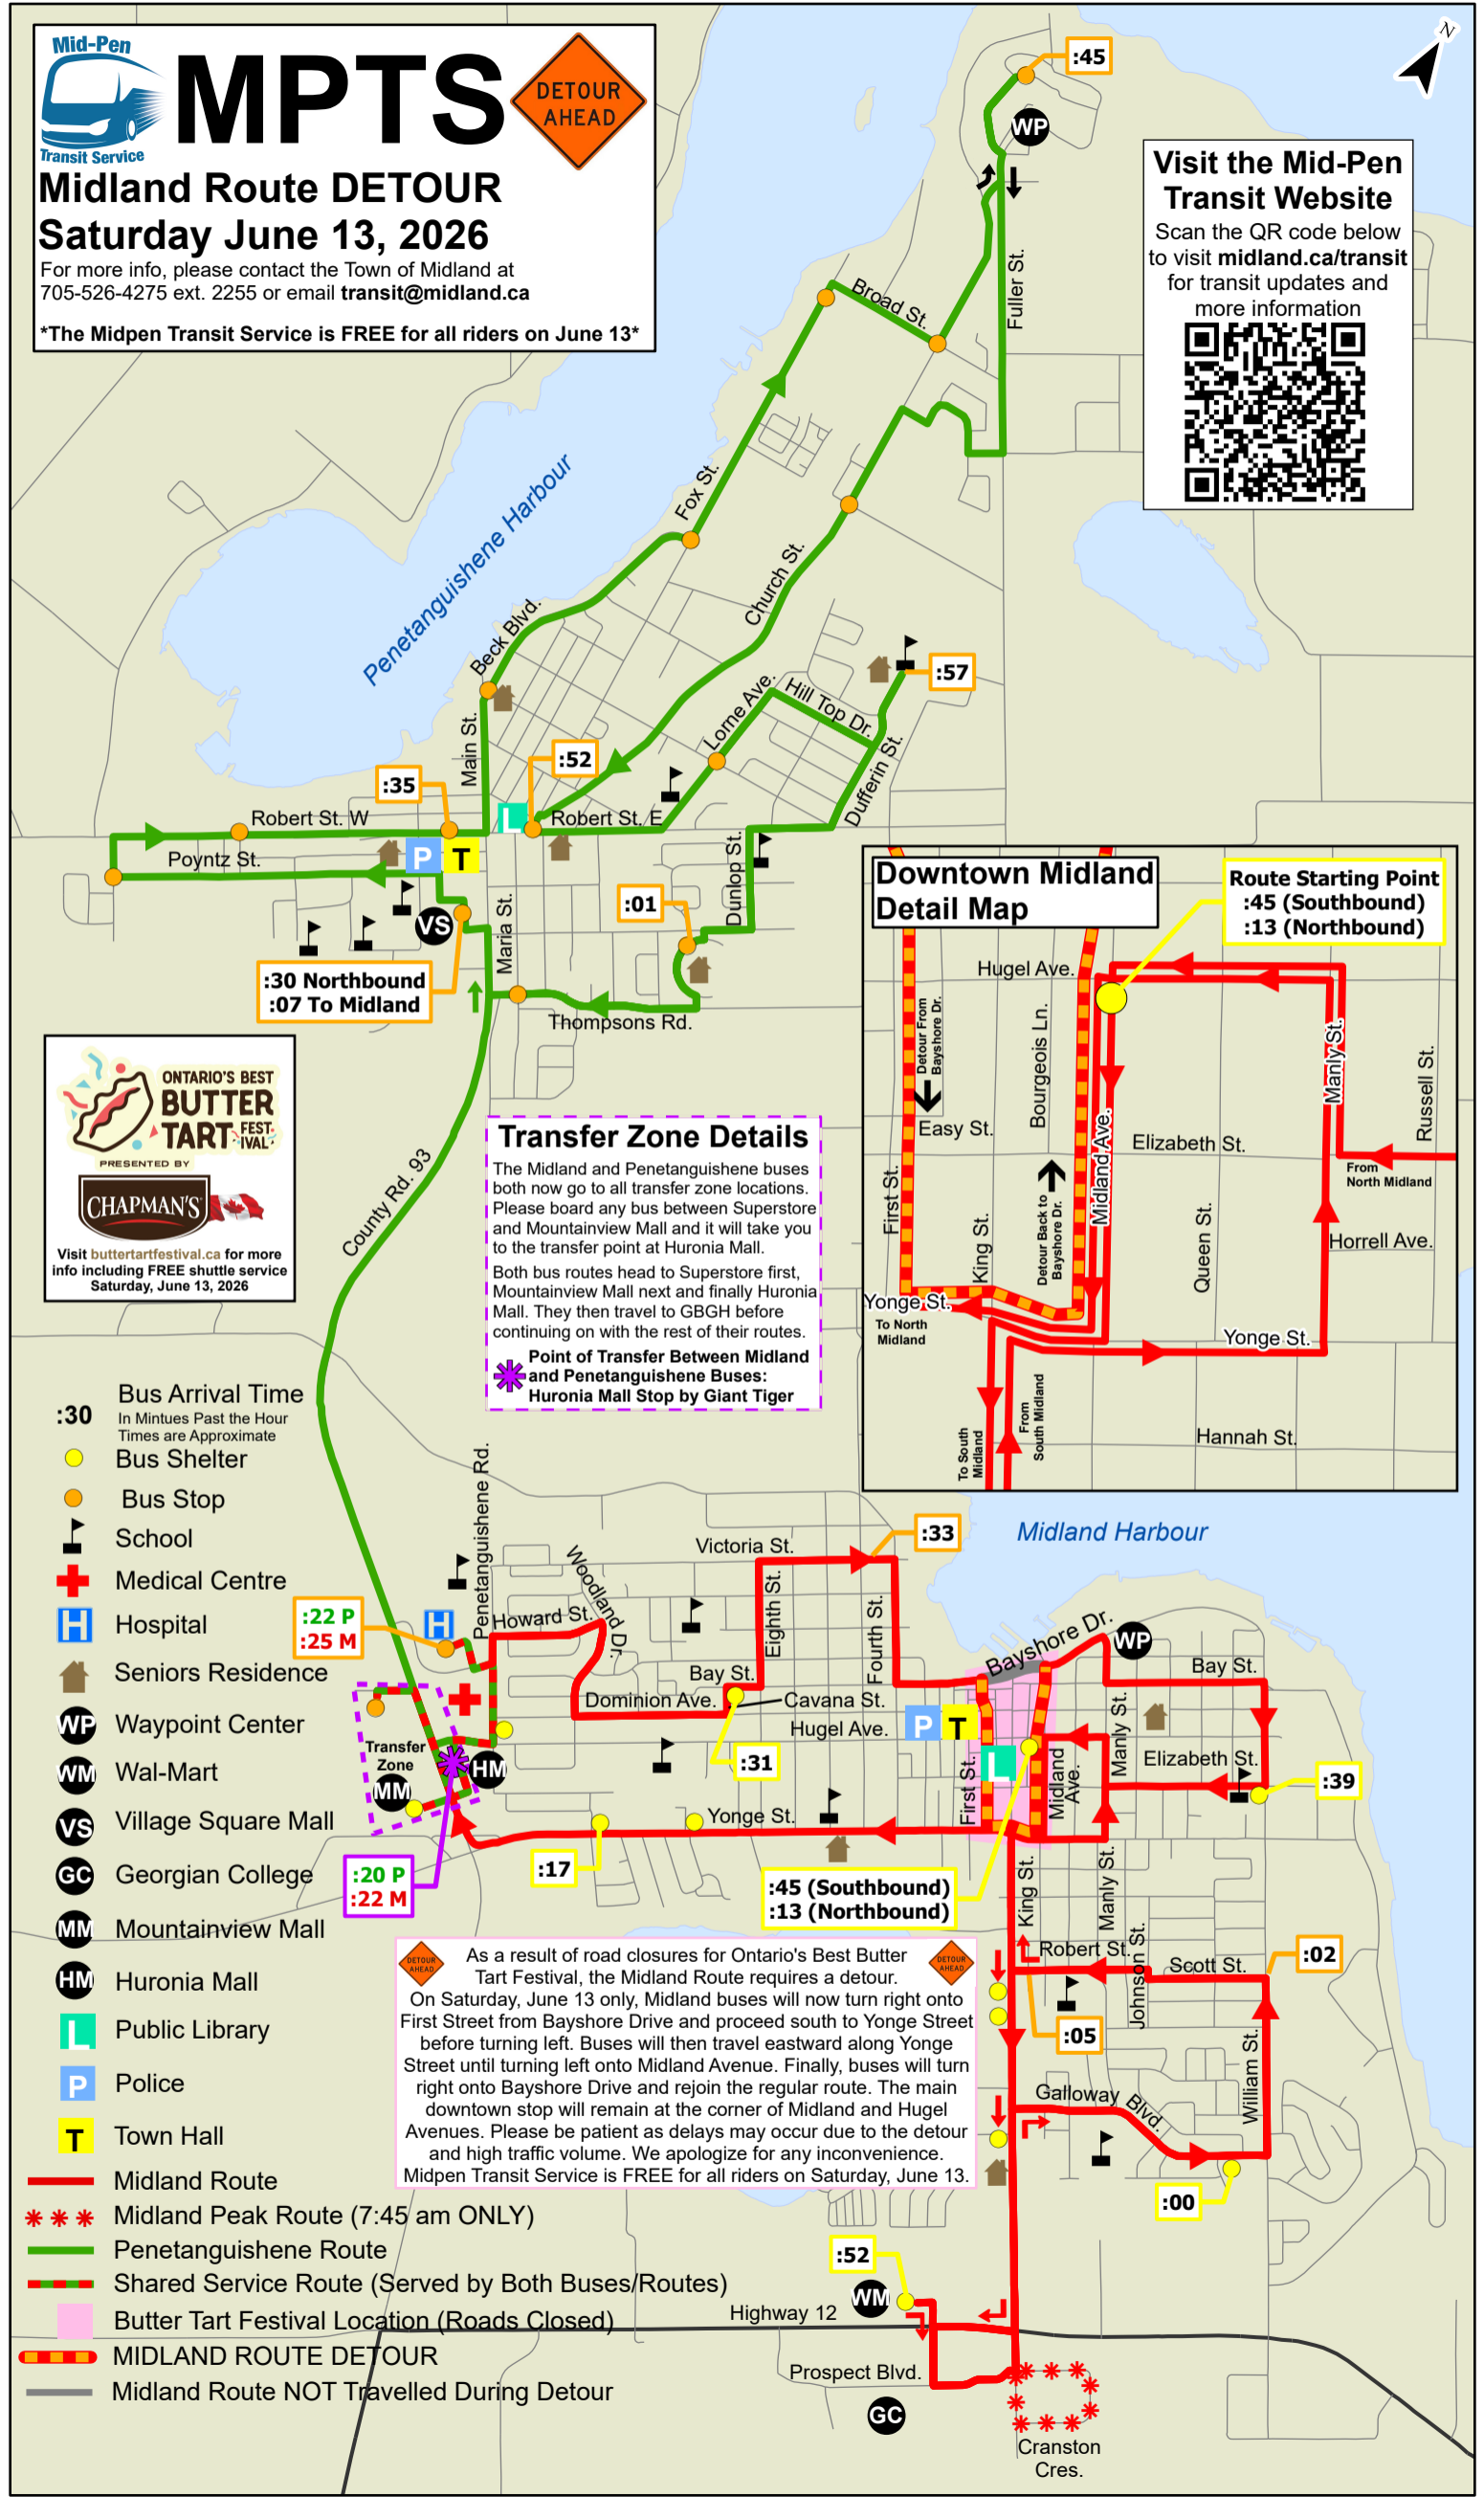 Mid-Pen
Transit Service
MPTS
DETOUR
AHEAD
Midland Route DETOUR
Saturday June 13, 2026
For more info, please contact the Town of Midland at
705-526-4275 ext. 2255 or email transit@midland.ca
*The Midpen Transit Service is FREE for all riders on June 13*
N
Visit the Mid-Pen
Transit Website
Scan the QR code below
to visit midland.ca/transit
for transit updates and
more information
:45
WP
Fuller St.
Broad St.
Fox St.
Penetanguishene Harbour
Church St.
Beck Blvd.
:57
Hill Top Dr.
Lorne Ave.
Dufferin St.
Main St.
:52
:35
L
Robert St. W
Robert St. E
Poyntz St.
P
T
Dunlop St.
VS
Maria St.
:01
:30 Northbound
:07 To Midland
Thompsons Rd.
County Rd. 93
ONTARIO'S BEST
BUTTER
TART FEST
IVAL
PRESENTED BY
CHAPMAN'S
Visit buttertartfestival.ca for more
info including FREE shuttle service
Saturday, June 13, 2026
Transfer Zone Details
The Midland and Penetanguishene buses
both now go to all transfer zone locations.
Please board any bus between Superstore
and Mountainview Mall and it will take you
to the transfer point at Huronia Mall.
Both bus routes head to Superstore first,
Mountainview Mall next and finally Huronia
Mall. They then travel to GBGH before
continuing on with the rest of their routes.
Point of Transfer Between Midland
and Penetanguishene Buses:
Huronia Mall Stop by Giant Tiger
Downtown Midland
Detail Map
Route Starting Point
:45 (Southbound)
:13 (Northbound)
Hugel Ave.
Detour From
Bayshore Dr.
Bourgeois Ln.
Manly St.
Russell St.
Easy St.
Elizabeth St.
From
North Midland
First St.
King St.
Detour Back to
Bayshore Dr.
Midland Ave.
Queen St.
Horrell Ave.
Yonge St.
To North
Midland
Yonge St.
To South
Midland
From
South Midland
Hannah St.
:30
Bus Arrival Time
In Mintues Past the Hour
Times are Approximate
Bus Shelter
Bus Stop
School
Medical Centre
H
Hospital
Seniors Residence
WP
Waypoint Center
WM
Wal-Mart
VS
Village Square Mall
GC
Georgian College
MM
Mountainview Mall
HM
Huronia Mall
L
Public Library
P
Police
T
Town Hall
Midland Route
Midland Peak Route (7:45 am ONLY)
Penetanguishene Route
Shared Service Route (Served by Both Buses/Routes)
Butter Tart Festival Location (Roads Closed)
MIDLAND ROUTE DETOUR
Midland Route NOT Travelled During Detour
Midland Harbour
:33
Victoria St.
Penetanguishene Rd.
Woodland Dr.
Howard St.
Eighth St.
Fourth St.
Bayshore Dr.
WP
:22 P
:25 M
H
Bay St.
Bay St.
Dominion Ave.
Cavana St.
Hugel Ave.
P
T
Manly St.
Elizabeth St.
:31
:39
Transfer
Zone
MM
HM
L
First St.
Midland
Ave.
Yonge St.
:17
:20 P
:22 M
:45 (Southbound)
:13 (Northbound)
King St.
Manly St.
DETOUR
AHEAD
DETOUR
AHEAD
As a result of road closures for Ontario's Best Butter
Tart Festival, the Midland Route requires a detour.
On Saturday, June 13 only, Midland buses will now turn right onto
First Street from Bayshore Drive and proceed south to Yonge Street
before turning left. Buses will then travel eastward along Yonge
Street until turning left onto Midland Avenue. Finally, buses will turn
right onto Bayshore Drive and rejoin the regular route. The main
downtown stop will remain at the corner of Midland and Hugel
Avenues. Please be patient as delays may occur due to the detour
and high traffic volume. We apologize for any inconvenience.
Midpen Transit Service is FREE for all riders on Saturday, June 13.
Robert St.
Johnson St.
Scott St.
:02
:05
William St.
Galloway Blvd.
:00
:52
WM
Highway 12
Prospect Blvd.
GC
Cranston
Cres.